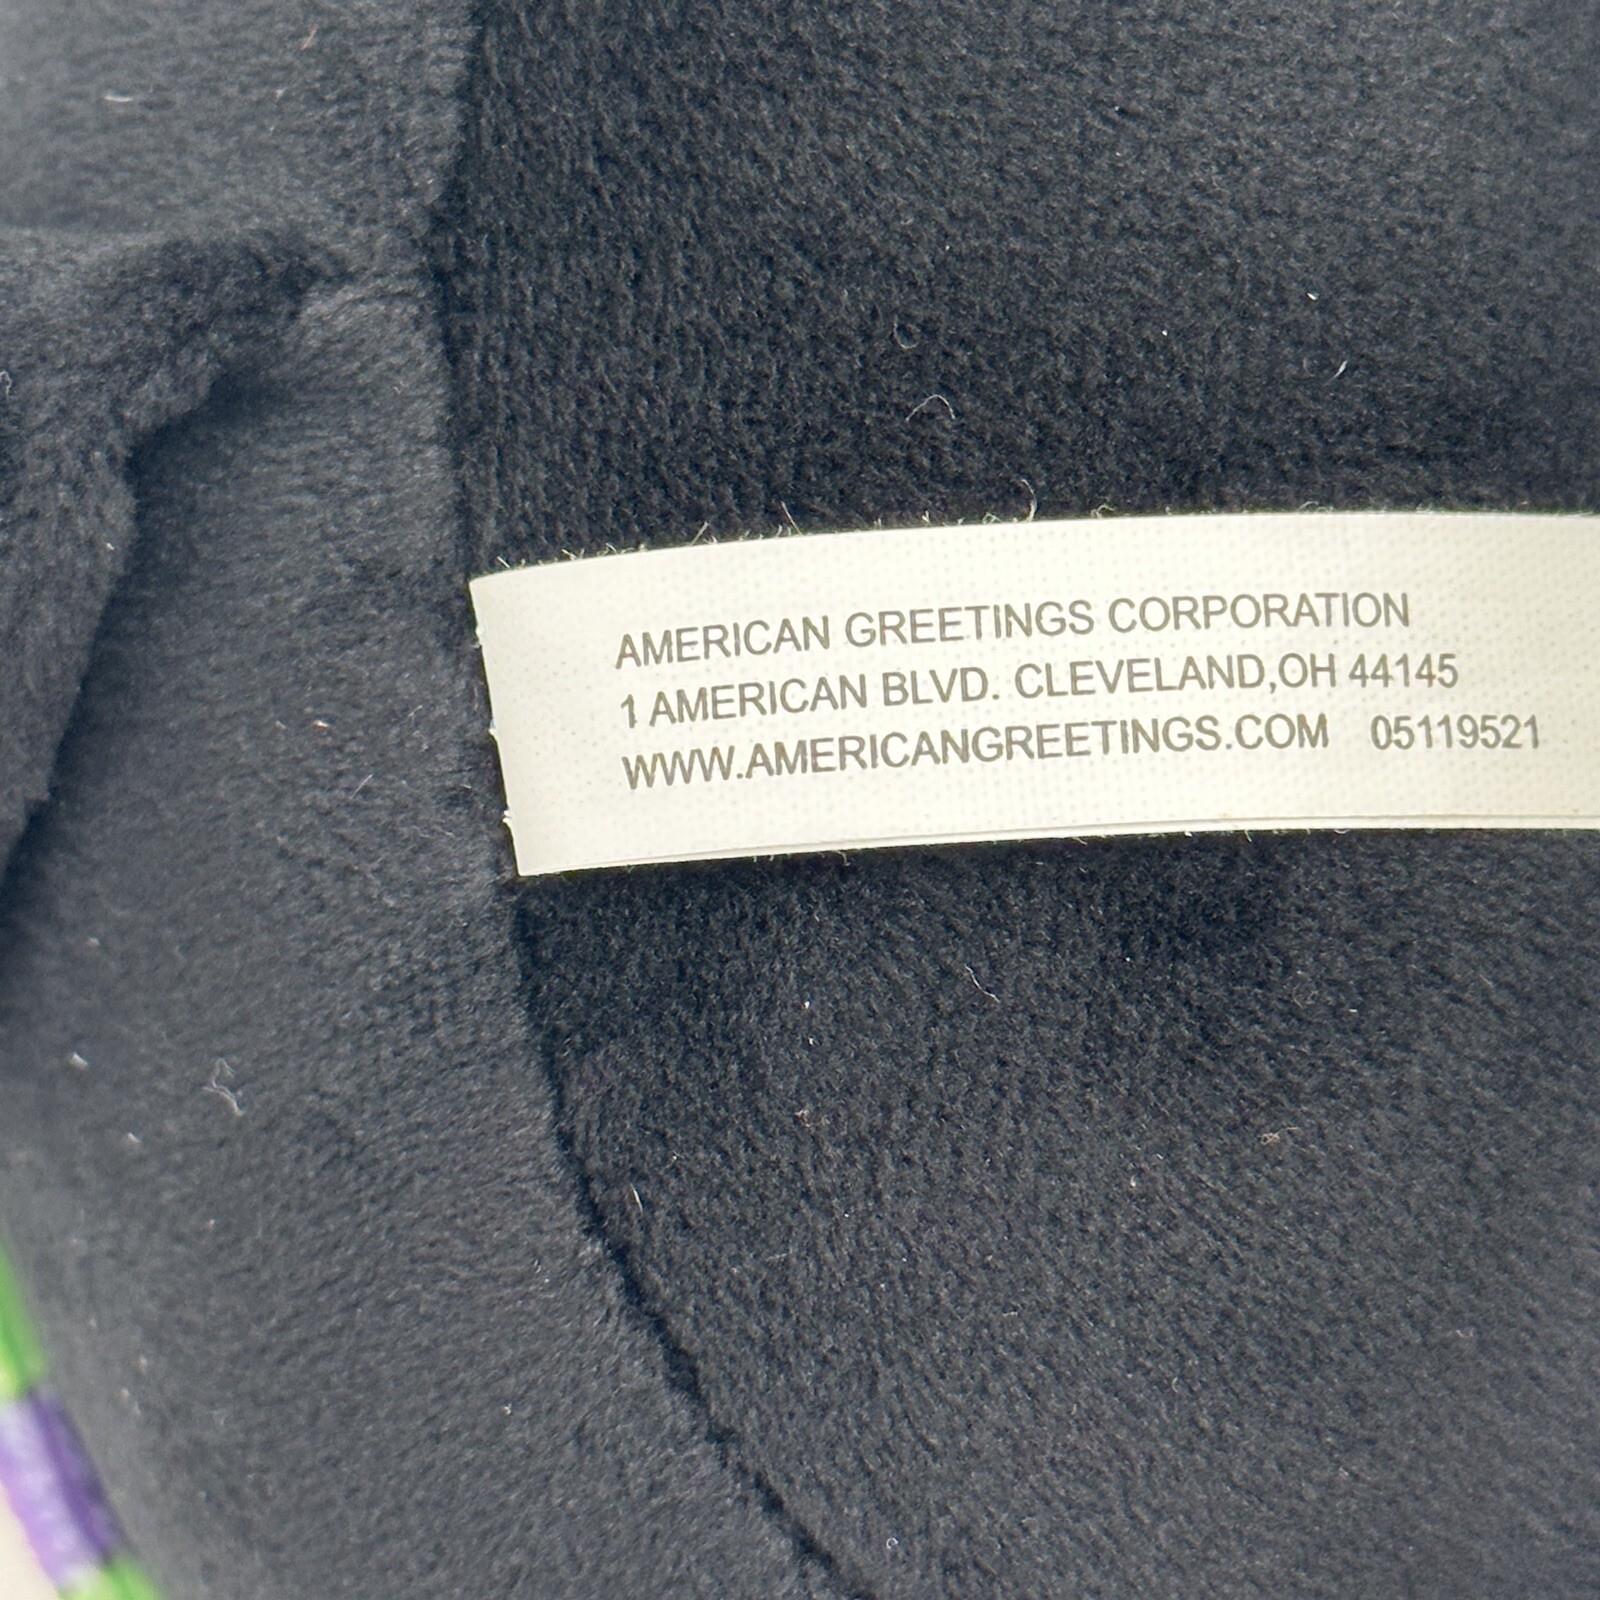 AMERICAN GREETINGS CORPORATION
1 AMERICAN BLVD. CLEVELAND,OH 44145
WWW.AMERICANGREETINGS.COM 05119521